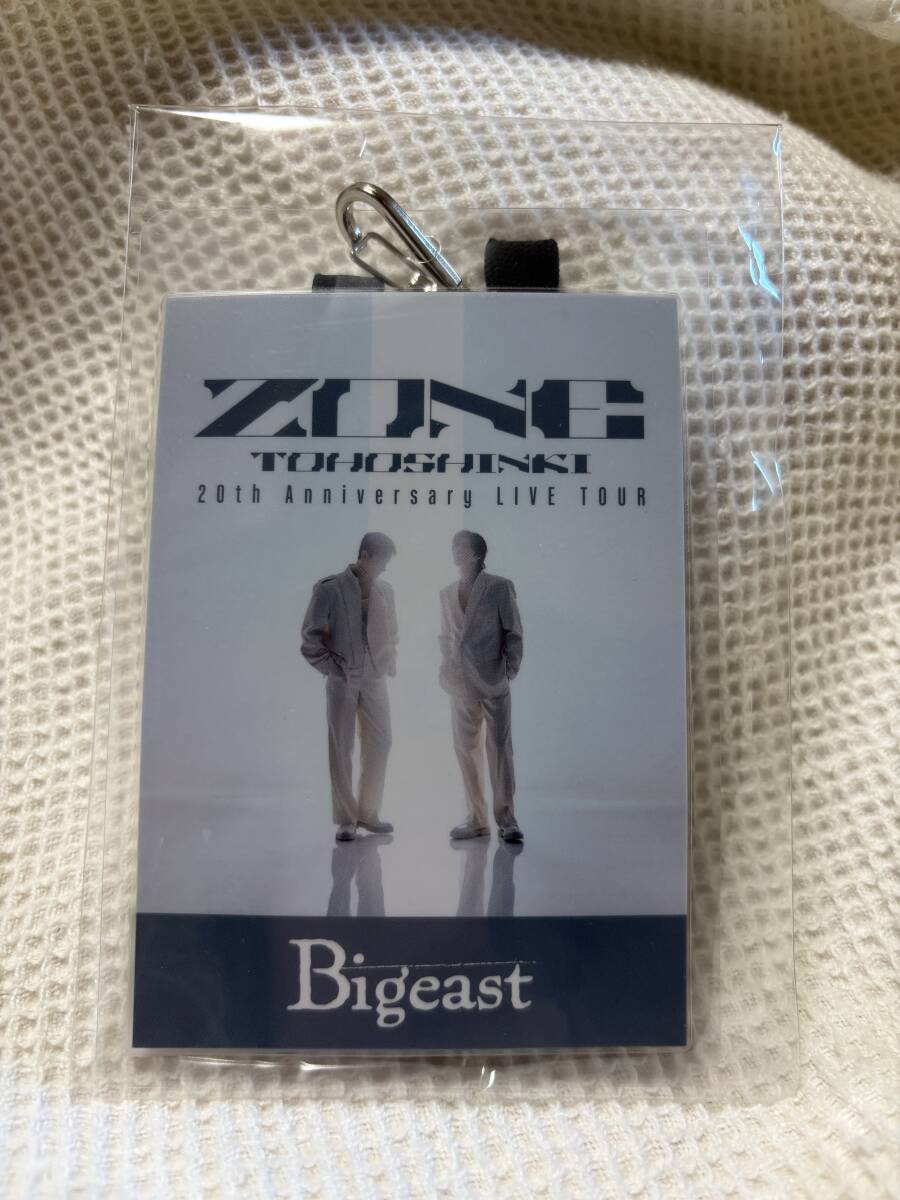 ZONE
TOHOSHINKI
20th Anniversary LIVE TOUR
Bigeast